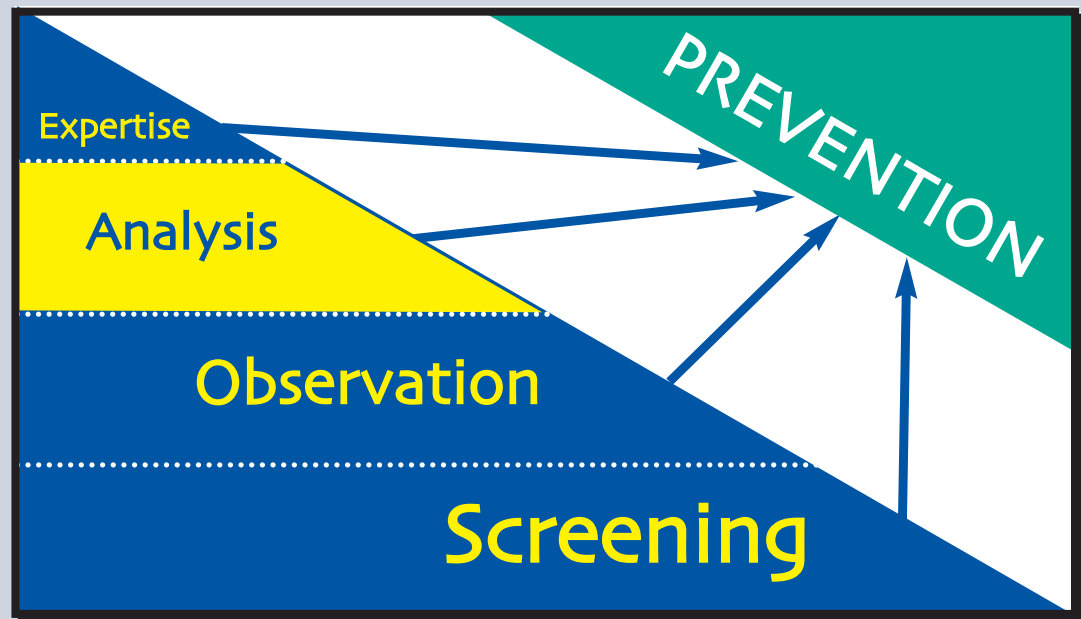 PREVENTION
Expertise
Analysis
Observation
Screening